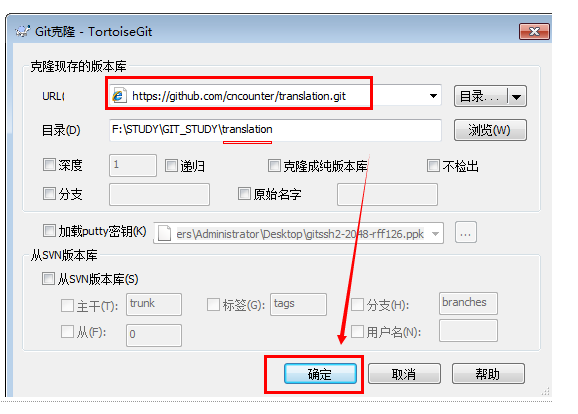 Git克隆 - TortoiseGit
克隆现存的版本库
URL( https://github.com/cncounter/translation.git 目录...
目录(D) F:\STUDY\GIT_STUDY\translation 浏览(W)
深度 1 递归 克隆成纯版本库 不检出
分支 原始名字
加载putty密钥(K) ers\Administrator\Desktop\gitssh2-2048-rff126.ppk ...
从SVN版本库
从SVN版本库(S)
主干(T): trunk 标签(G): tags 分支(H): branches
从(F): 0 用户名(N):
确定 取消 帮助